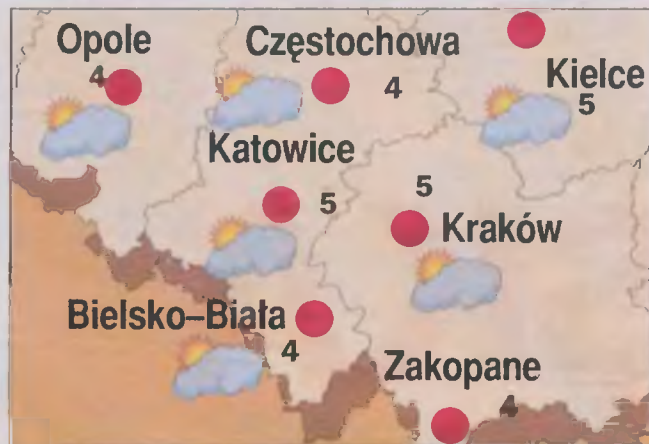 Opole
4
Częstochowa
4
Kielce
5
Katowice
5
5
Kraków
Bielsko–Biała
4
Zakopane
4